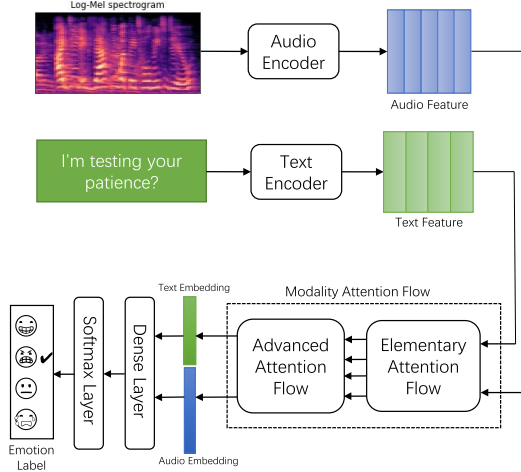 Log-Mel spectrogram
Audio
Encoder
Audio Feature
I'm testing your
patience?
Text
Encoder
Text Feature
Modality Attention Flow
Text Embedding
Advanced
Attention
Flow
Elementary
Attention
Flow
Dense Layer
Softmax Layer
Audio Embedding
Emotion
Label